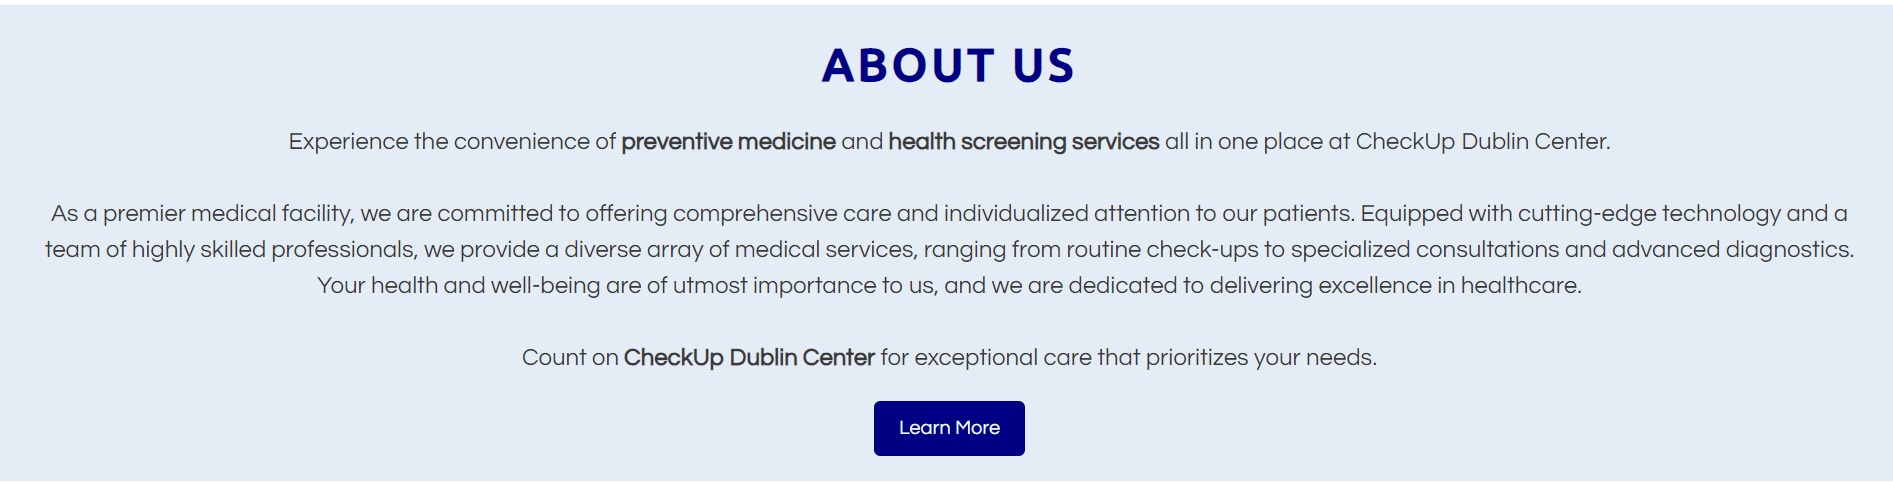 ABOUT US
Experience the convenience of preventive medicine and health screening services all in one place at CheckUp Dublin Center.
As a premier medical facility, we are committed to offering comprehensive care and individualized attention to our patients. Equipped with cutting-edge technology and a
team of highly skilled professionals, we provide a diverse array of medical services, ranging from routine check-ups to specialized consultations and advanced diagnostics.
Your health and well-being are of utmost importance to us, and we are dedicated to delivering excellence in healthcare.
Count on CheckUp Dublin Center for exceptional care that prioritizes your needs.
Learn More